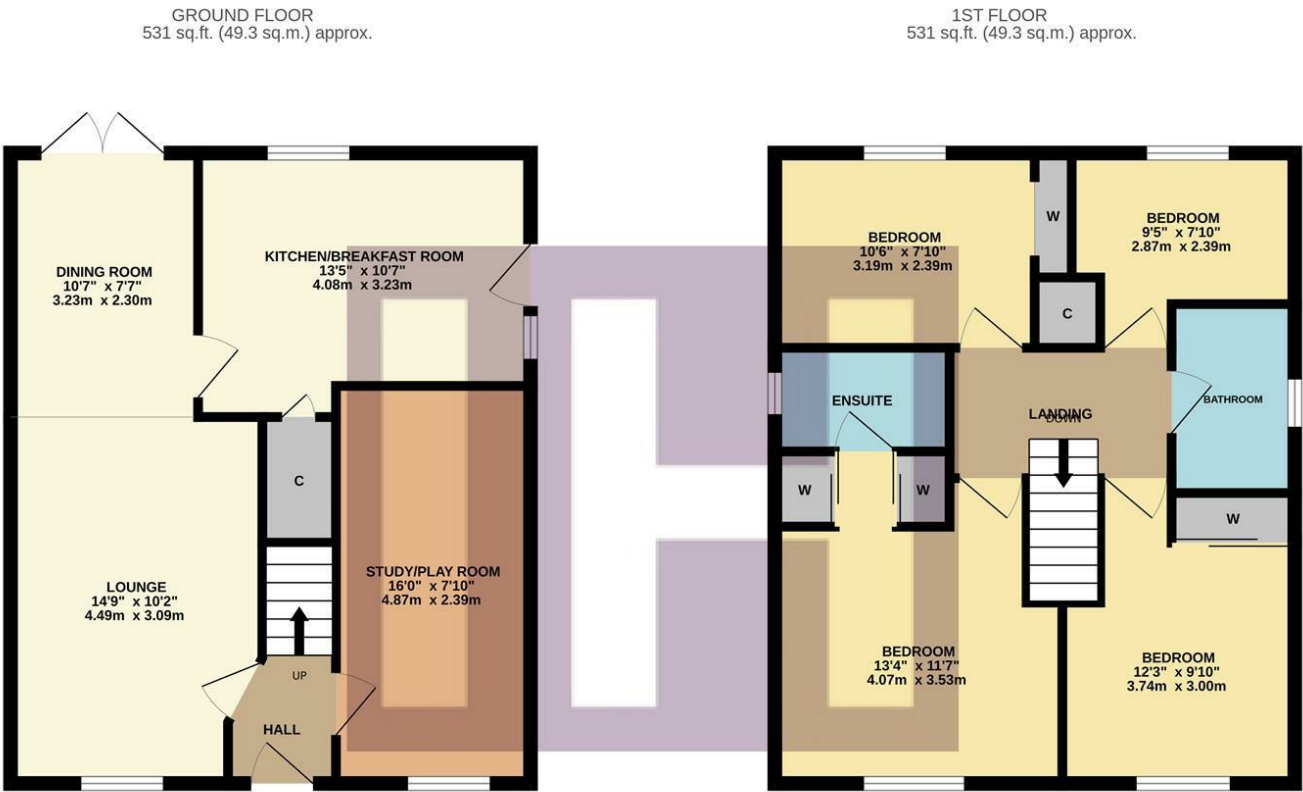 GROUND FLOOR
531 sq.ft. (49.3 sq.m.) approx.
DINING ROOM
10'7" x 7'7"
3.23m x 2.30m
KITCHEN/BREAKFAST ROOM
13'5" x 10'7"
4.08m x 3.23m
C
LOUNGE
14'9" x 10'2"
4.49m x 3.09m
STUDY/PLAY ROOM
16'0" x 7'10"
4.87m x 2.39m
UP
HALL
1ST FLOOR
531 sq.ft. (49.3 sq.m.) approx.
BEDROOM
10'6" x 7'10"
3.19m x 2.39m
W
BEDROOM
9'5" x 7'10"
2.87m x 2.39m
C
ENSUITE
LANDING
DOWN
BATHROOM
W
W
W
BEDROOM
13'4" x 11'7"
4.07m x 3.53m
BEDROOM
12'3" x 9'10"
3.74m x 3.00m